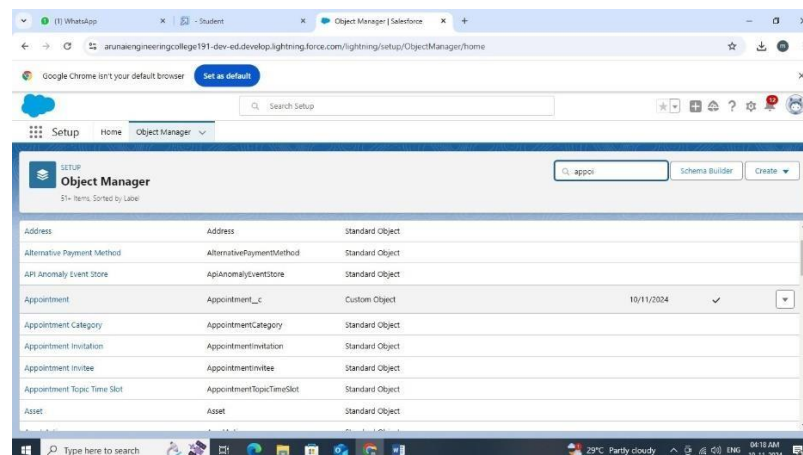 (1) WhatsApp
- Student
Object Manager | Salesforce
arunaiengineeringcollege191-dev-ed.develop.lightning.force.com/lightning/setup/ObjectManager/home
Google Chrome isn't your default browser Set as default
Search Setup
12
Setup Home Object Manager
SETUP
Object Manager
51+ Items, Sorted by Label
appoi
Schema Builder
Create
Address Address Standard Object
Alternative Payment Method AlternativePaymentMethod Standard Object
API Anomaly Event Store ApiAnomalyEventStore Standard Object
Appointment Appointment__c Custom Object 10/11/2024
Appointment Category AppointmentCategory Standard Object
Appointment Invitation AppointmentInvitation Standard Object
Appointment Invitee AppointmentInvitee Standard Object
Appointment Topic Time Slot AppointmentTopicTimeSlot Standard Object
Asset Asset Standard Object
Type here to search
29°C Partly cloudy
ENG
04:18 AM
10-11-2024